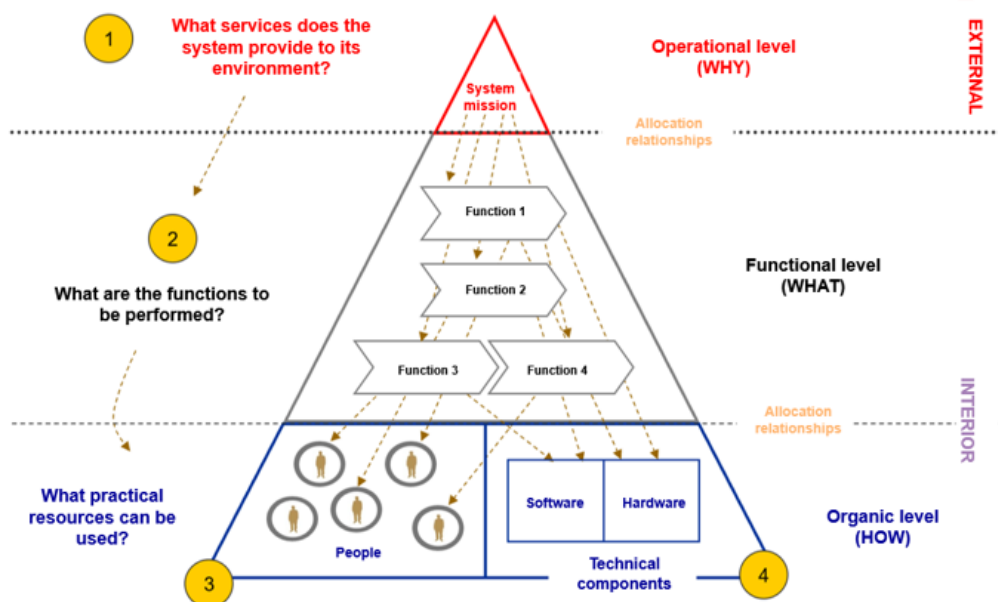 1
What services does the
system provide to its
environment?
System
mission
Operational level
(WHY)
EXTERNAL
Allocation
relationships
Function 1
2
Function 2
What are the functions to
be performed?
Functional level
(WHAT)
Function 3
Function 4
INTERIOR
Allocation
relationships
What practical
resources can be
used?
Software
Hardware
People
Technical
components
Organic level
(HOW)
3
4